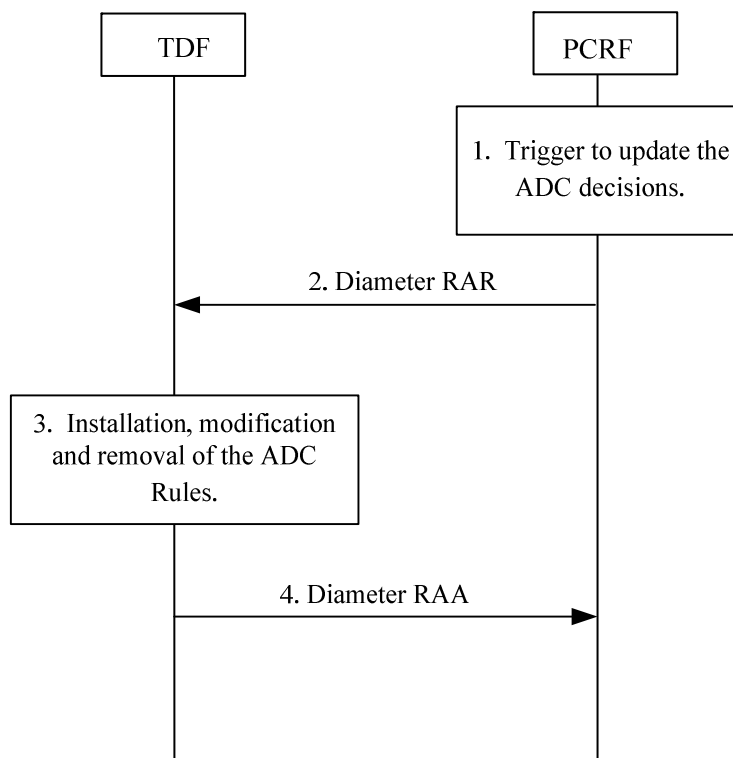 TDF
PCRF
1. Trigger to update the
ADC decisions.
2. Diameter RAR
3. Installation, modification
and removal of the ADC
Rules.
4. Diameter RAA